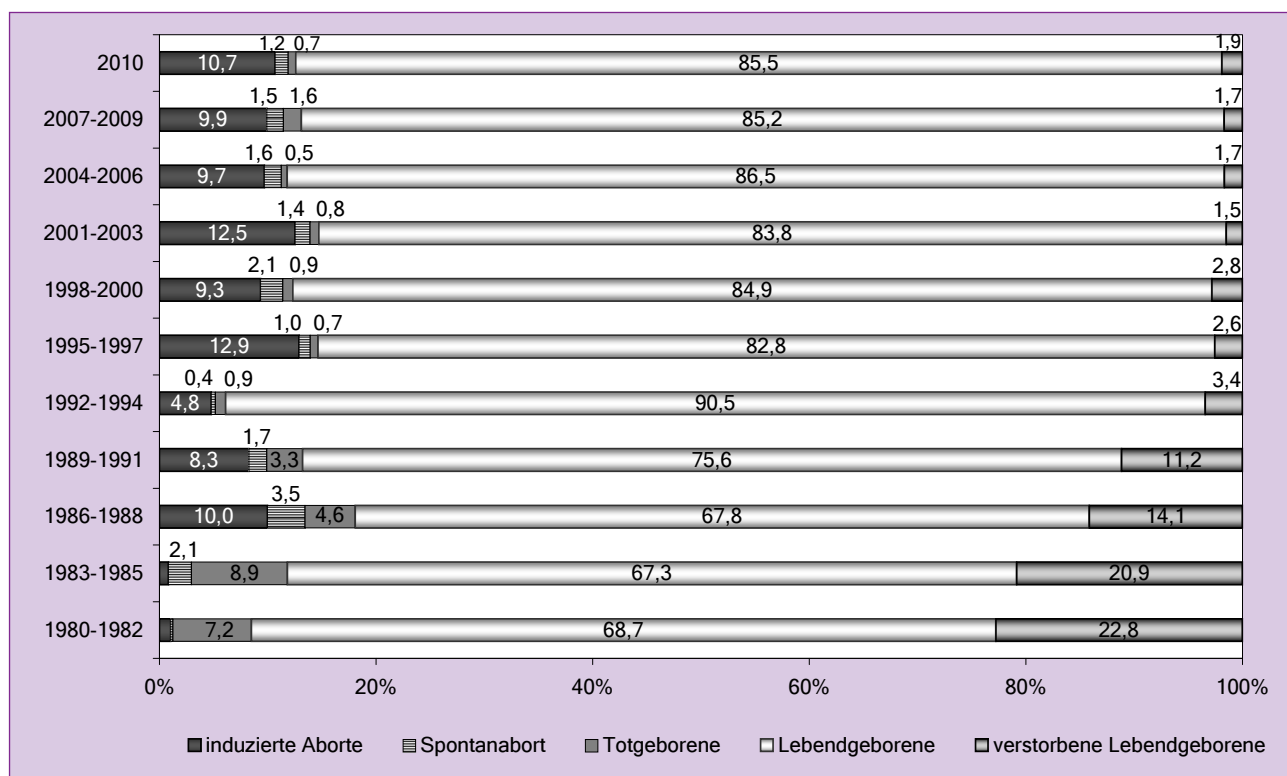 1,2 0,7 1,9
2010 10,7 85,5
1,5 1,6 1,7
2007-2009 9,9 85,2
1,6 0,5 1,7
2004-2006 9,7 86,5
1,4 0,8 1,5
2001-2003 12,5 83,8
2,1 0,9 2,8
1998-2000 9,3 84,9
1,0 0,7 2,6
1995-1997 12,9 82,8
0,4 0,9 3,4
1992-1994 4,8 90,5
1,7
1989-1991 8,3 3,3 75,6 11,2
3,5
1986-1988 10,0 4,6 67,8 14,1
2,1
1983-1985 8,9 67,3 20,9
1980-1982 7,2 68,7 22,8
0% 20% 40% 60% 80% 100%
induzierte Aborte Spontanabort Totgeborene Lebendgeborene verstorbene Lebendgeborene